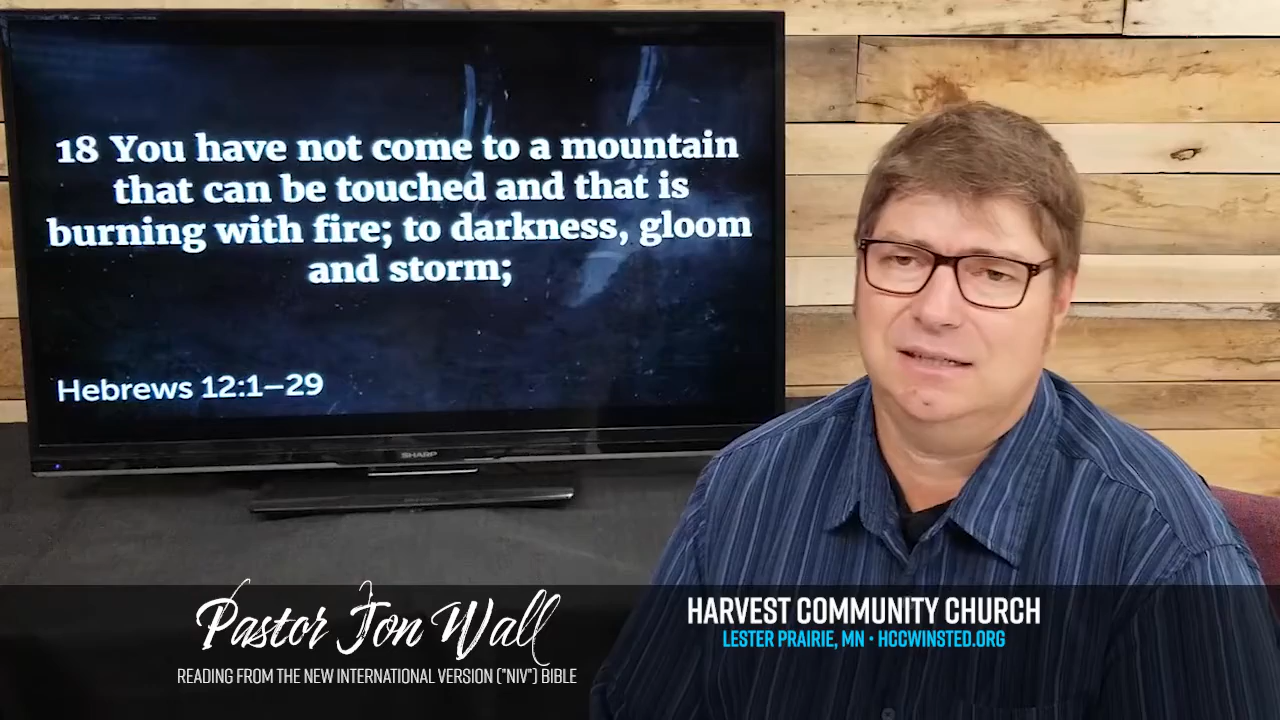 18 You have not come to a mountain
that can be touched and that is
burning with fire; to darkness, gloom
and storm;
Hebrews 12:1–29
SHARP
Pastor Jon Wall
READING FROM THE NEW INTERNATIONAL VERSION ("NIV") BIBLE
HARVEST COMMUNITY CHURCH
LESTER PRAIRIE, MN • HCCWINSTED.ORG